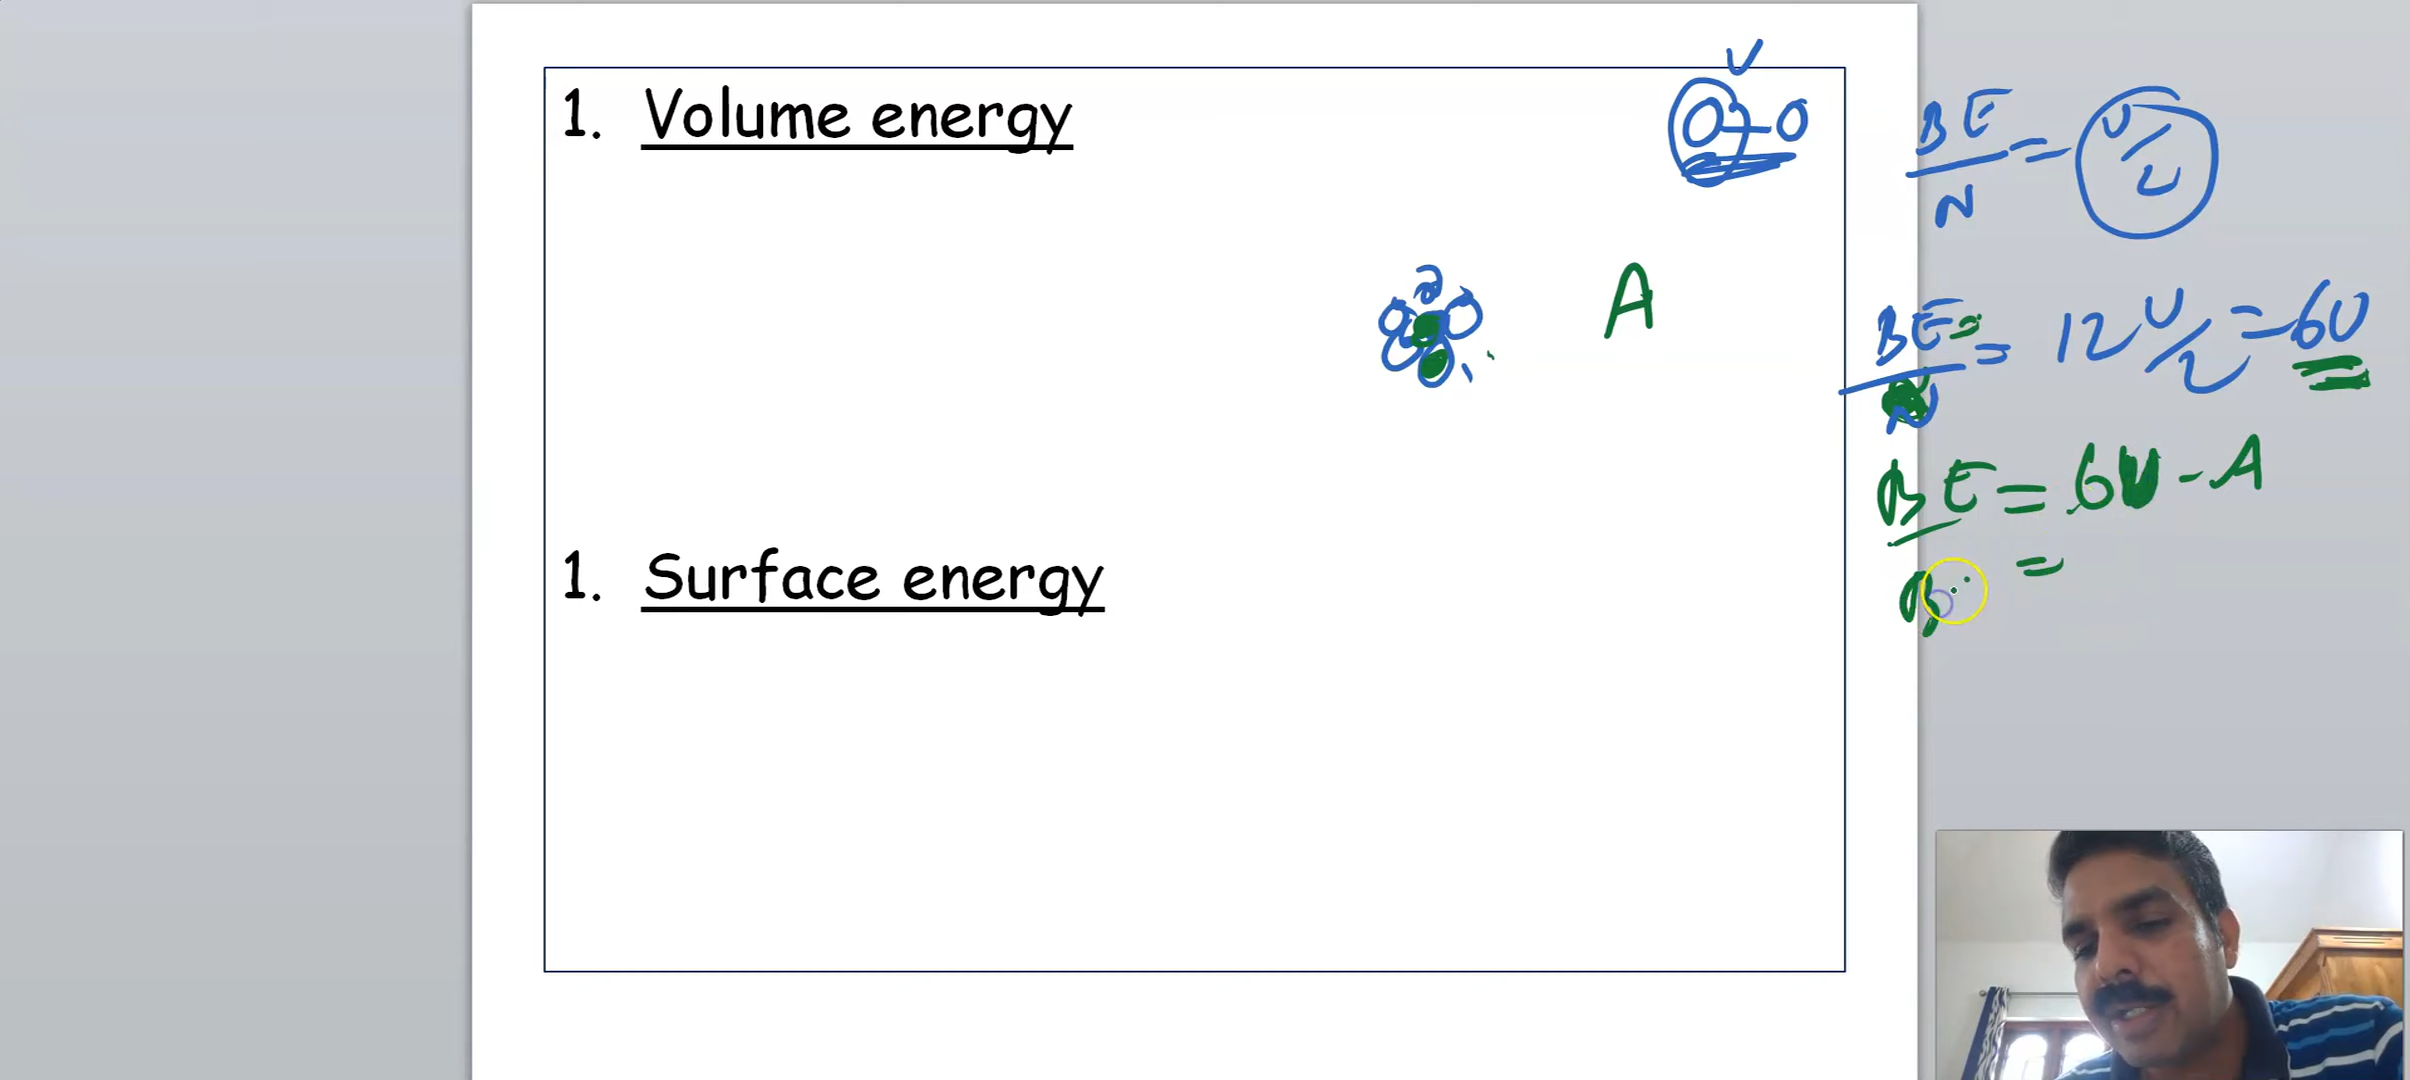 1. Volume energy
U
O+O
BE/N = U/2
A
BE/N = 12 U/2 = 6U
BE = 6U - A
=
B
1. Surface energy